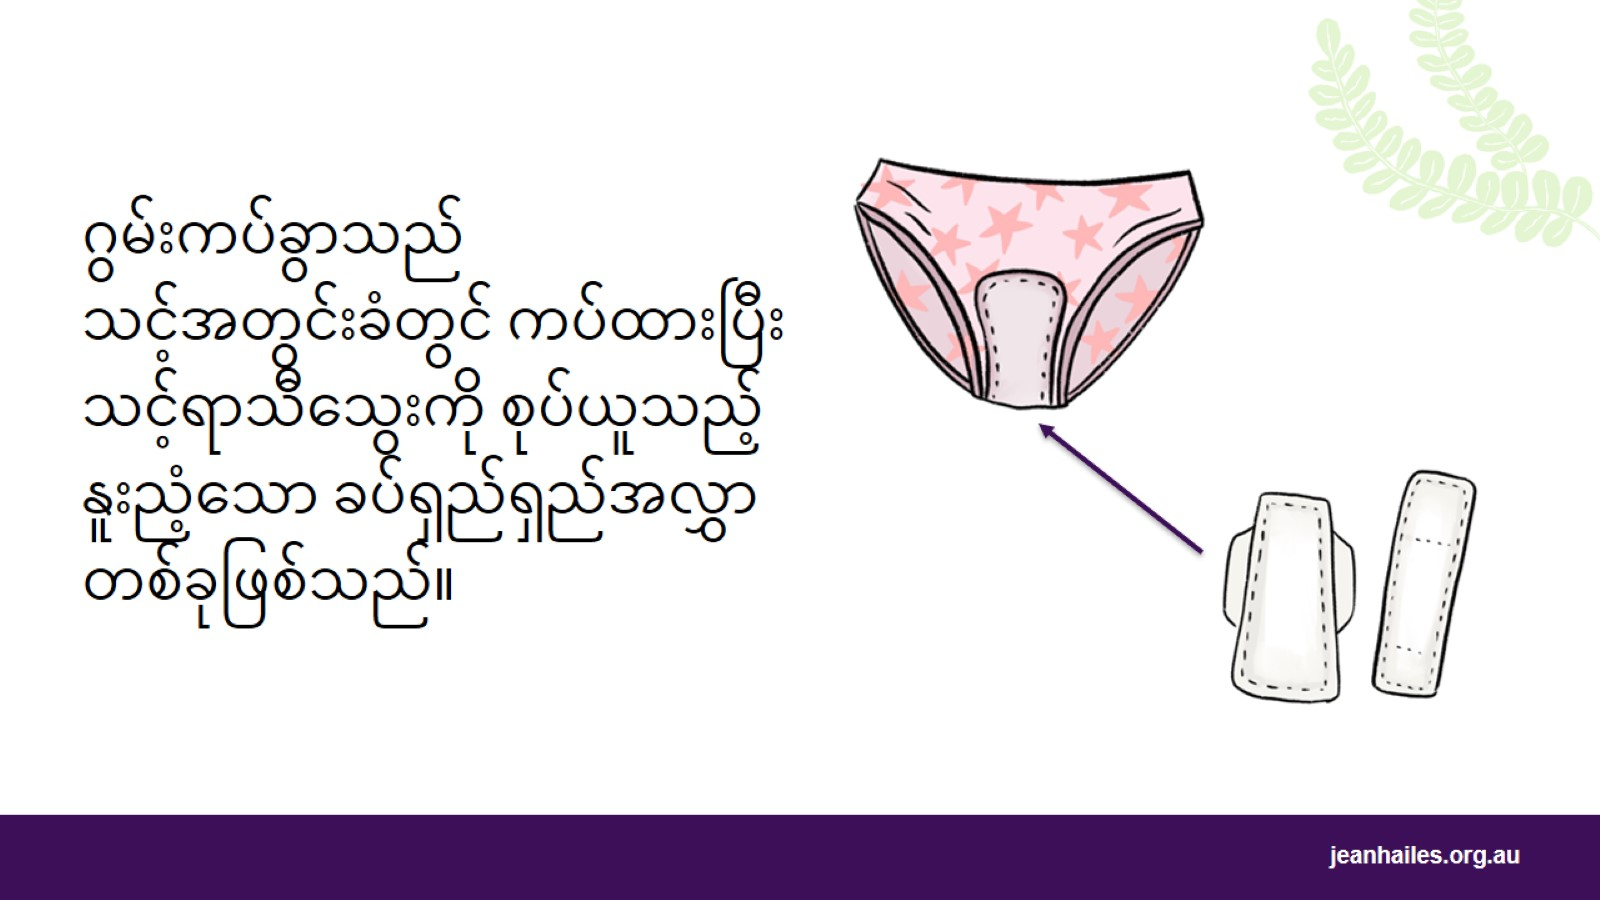 ဂွမ်းကပ်ခွာသည်
သင့်အတွင်းခံတွင် ကပ်ထားပြီး
သင့်ရာသီသွေးကို စုပ်ယူသည့်
နူးညံ့သော ခပ်ရှည်ရှည်အလွှာ
တစ်ခုဖြစ်သည်။
jeanhailes.org.au